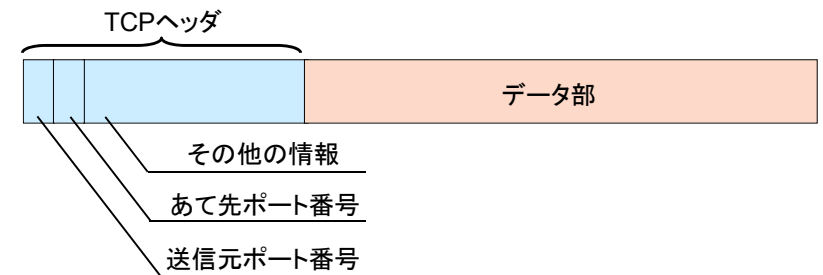 TCPヘッダ
データ部
その他の情報
あて先ポート番号
送信元ポート番号